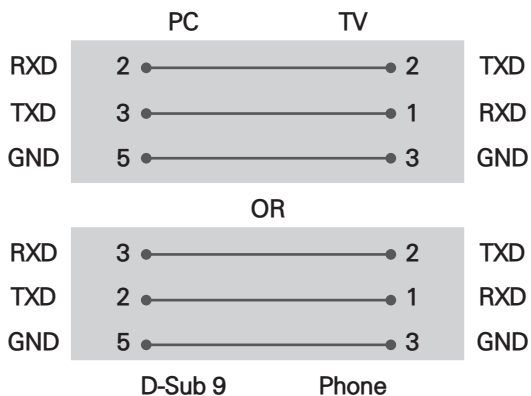 PC TV
RXD 2 2 TXD
TXD 3 1 RXD
GND 5 3 GND
OR
RXD 3 2 TXD
TXD 2 1 RXD
GND 5 3 GND
D-Sub 9 Phone